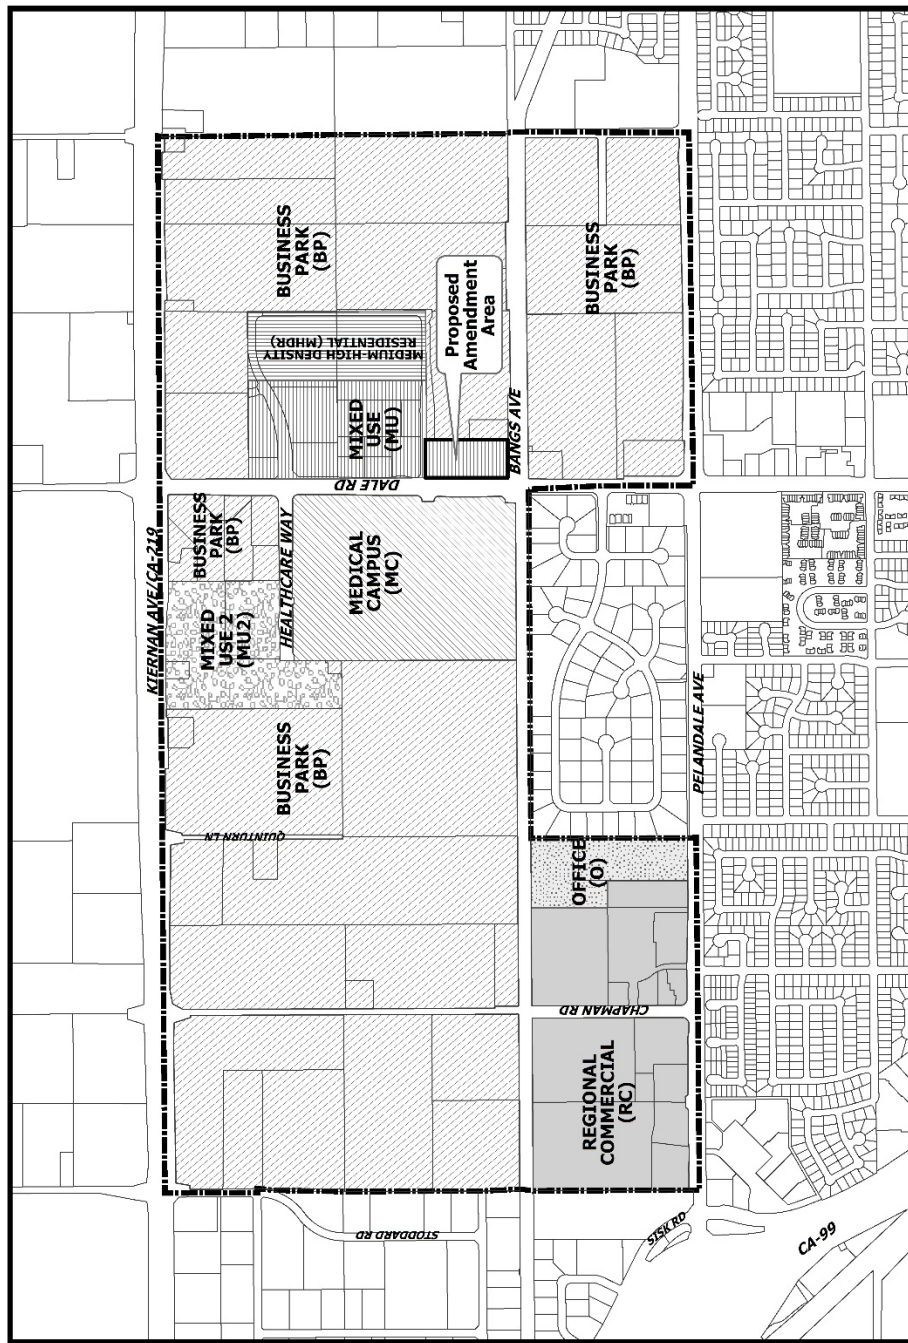 KIERNAN AVE/CA-219
BUSINESS
PARK
(BP)
MEDIUM-HIGH DENSITY
RESIDENTIAL (MHDR)
MIXED
USE
(MU)
Proposed
Amendment
Area
BANGS AVE
BUSINESS
PARK
(BP)
DALE RD
BUSINESS
PARK
(BP)
HEALTHCARE WAY
MEDICAL
CAMPUS
(MC)
MIXED
USE 2
(MU2)
BUSINESS
PARK
(BP)
QUINTURN LN
PELANDALE AVE
OFFICE
(O)
CHAPMAN RD
REGIONAL
COMMERCIAL
(RC)
STODDARD RD
SISK RD
CA-99